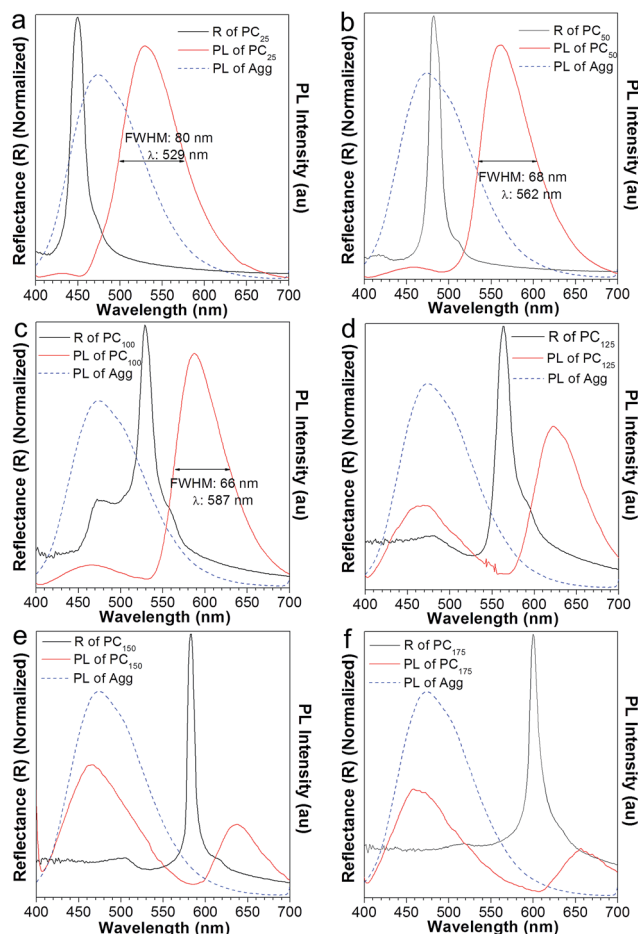 a
R of PC25
PL of PC25
PL of Agg
FWHM: 80 nm
λ: 529 nm
Reflectance (R) (Normalized)
PL Intensity (au)
400 450 500 550 600 650 700
Wavelength (nm)
b
R of PC50
PL of PC50
PL of Agg
FWHM: 68 nm
λ: 562 nm
Reflectance (R) (Normalized)
PL Intensity (au)
400 450 500 550 600 650 700
Wavelength (nm)
c
R of PC100
PL of PC100
PL of Agg
FWHM: 66 nm
λ: 587 nm
Reflectance (R) (Normalized)
PL Intensity (au)
400 450 500 550 600 650 700
Wavelength (nm)
d
R of PC125
PL of PC125
PL of Agg
Reflectance (R) (Normalized)
PL Intensity (au)
400 450 500 550 600 650 700
Wavelength (nm)
e
R of PC150
PL of PC150
PL of Agg
Reflectance (R) (Normalized)
PL Intensity (au)
400 450 500 550 600 650 700
Wavelength (nm)
f
R of PC175
PL of PC175
PL of Agg
Reflectance (R) (Normalized)
PL Intensity (au)
400 450 500 550 600 650 700
Wavelength (nm)